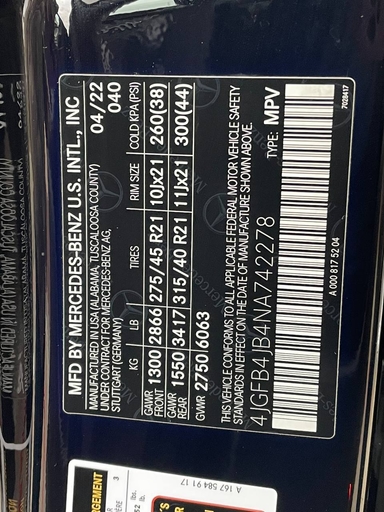 MFD BY MERCEDES-BENZ U.S. INTL., INC
MANUFACTURED IN USA (ALABAMA, TUSCALOOSA COUNTY) 04/22
UNDER CONTRACT FOR MERCEDES-BENZ AG, 040
STUTTGART (GERMANY)
KG LB TIRES RIM SIZE COLD KPA (PSI)
GAWR FRONT 1300 2866 275/45 R21 10Jx21 260(38)
GAWR REAR 1550 3417 315/40 R21 11Jx21 300(44)
GVWR 2750 6063
THIS VEHICLE CONFORMS TO ALL APPLICABLE FEDERAL MOTOR VEHICLE SAFETY
STANDARDS IN EFFECT ON THE DATE OF MANUFACTURE SHOWN ABOVE.
4JGFB4JB4NA742278 TYPE: MPV
A 000 817 52 04 7028417
A 167 584 91 17
3